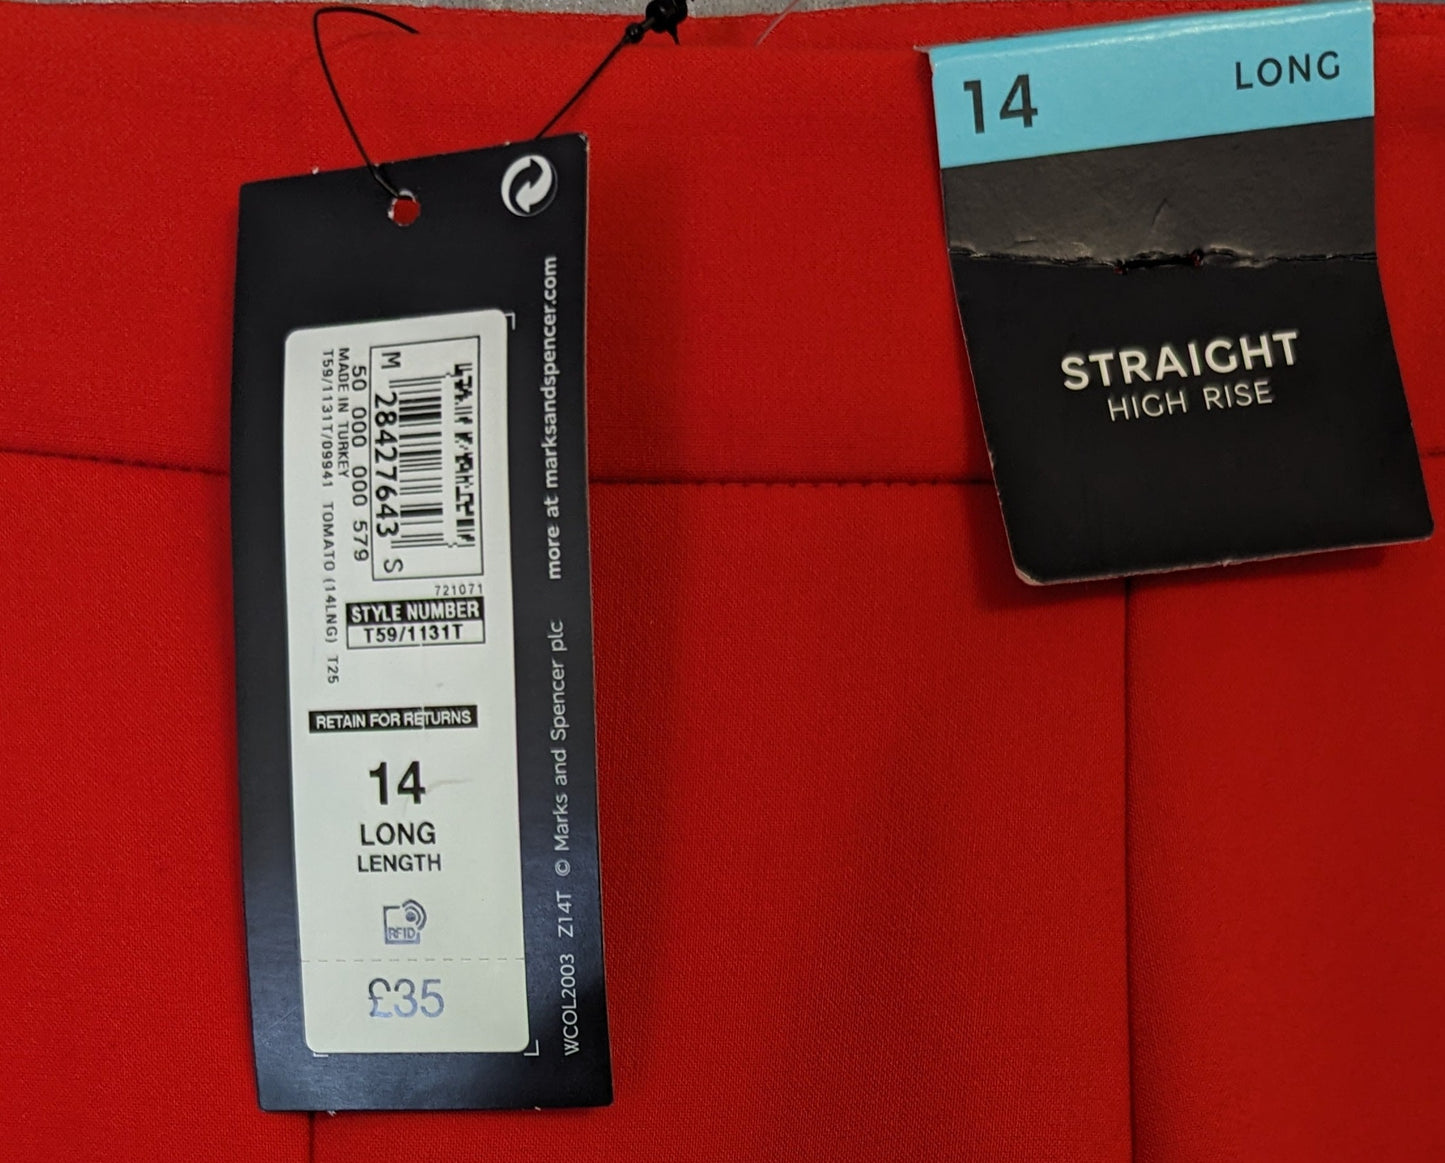 M 28427643 S
50 000 000 579
MADE IN TURKEY
T59/1131T/09941 TOMATO (14LNG) T25
721071
STYLE NUMBER
T59/1131T
RETAIN FOR RETURNS
14
LONG
LENGTH
RFID
£35
WCOL2003 Z14T © Marks and Spencer plc more at marksandspencer.com
14 LONG
STRAIGHT
HIGH RISE